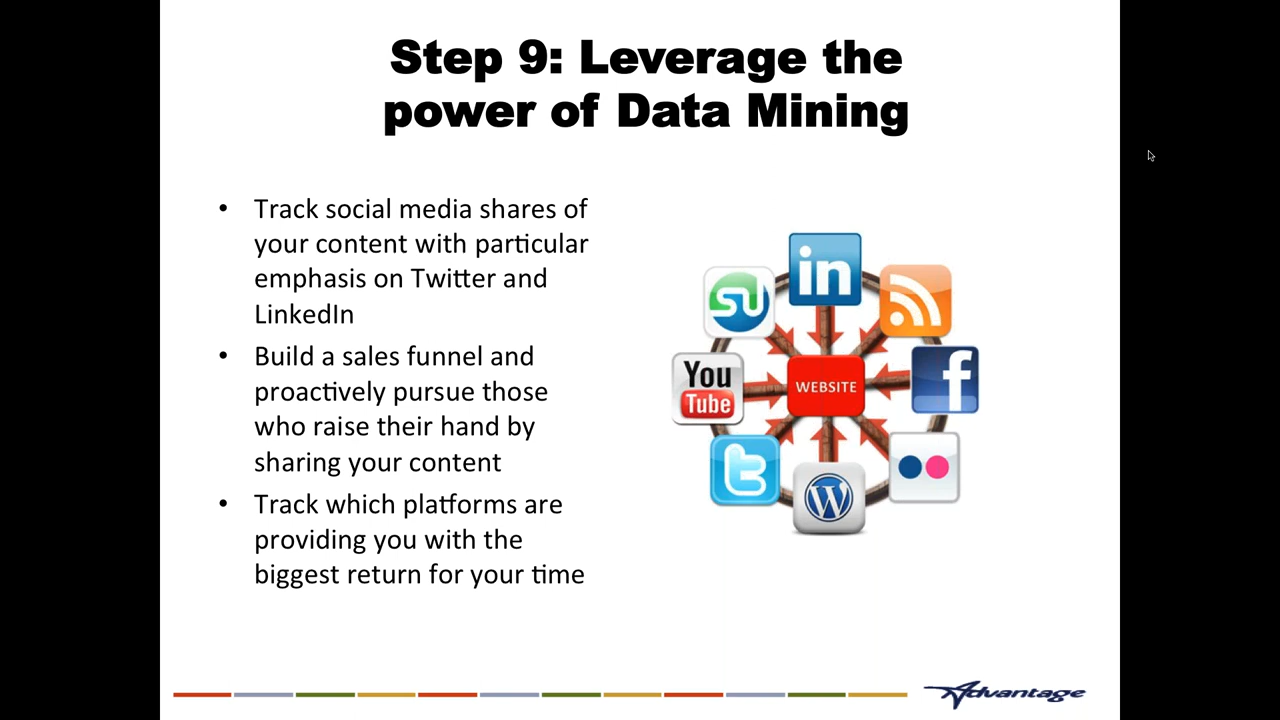 Step 9: Leverage the
power of Data Mining
• Track social media shares of
your content with particular
emphasis on Twitter and
LinkedIn
• Build a sales funnel and
proactively pursue those
who raise their hand by
sharing your content
• Track which platforms are
providing you with the
biggest return for your time
in
SU
You
Tube
WEBSITE
f
t
W
Advantage